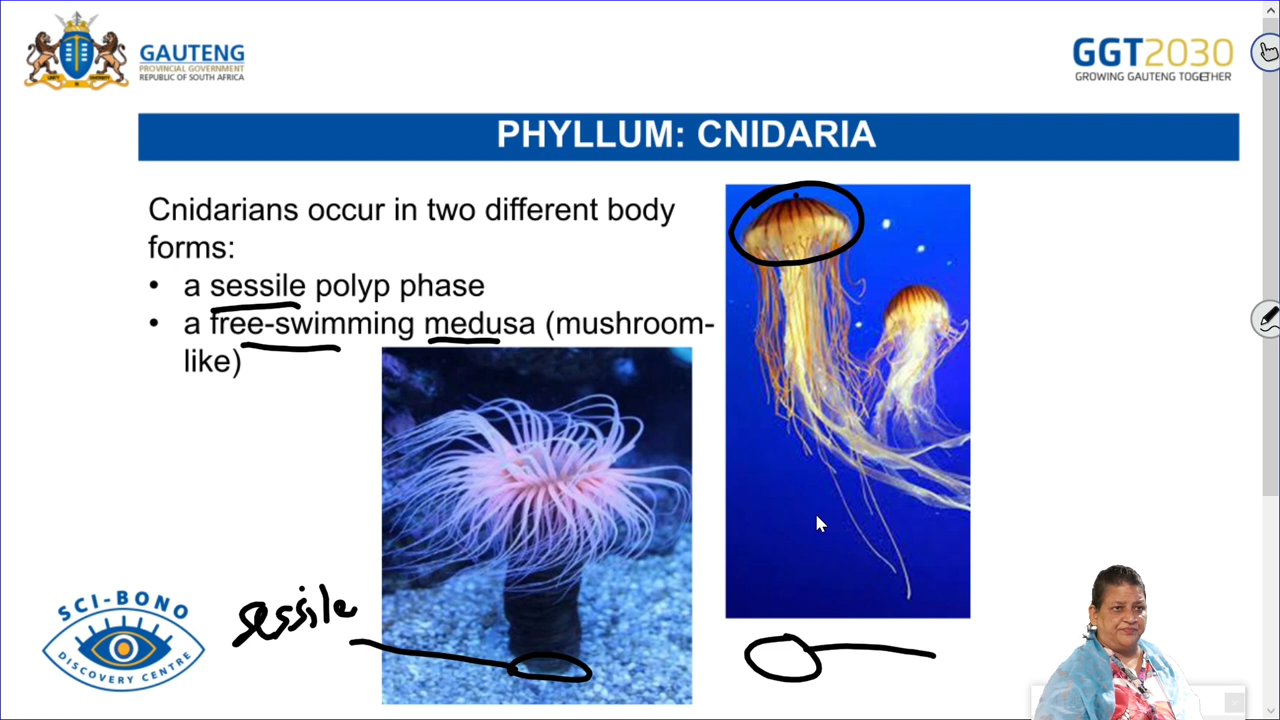 GAUTENG
PROVINCIAL GOVERNMENT
REPUBLIC OF SOUTH AFRICA
GGT2030
GROWING GAUTENG TOGETHER
PHYLLUM: CNIDARIA
Cnidarians occur in two different body
forms:
• a sessile polyp phase
• a free-swimming medusa (mushroom-
like)
sessile
SCI-BONO
DISCOVERY CENTRE